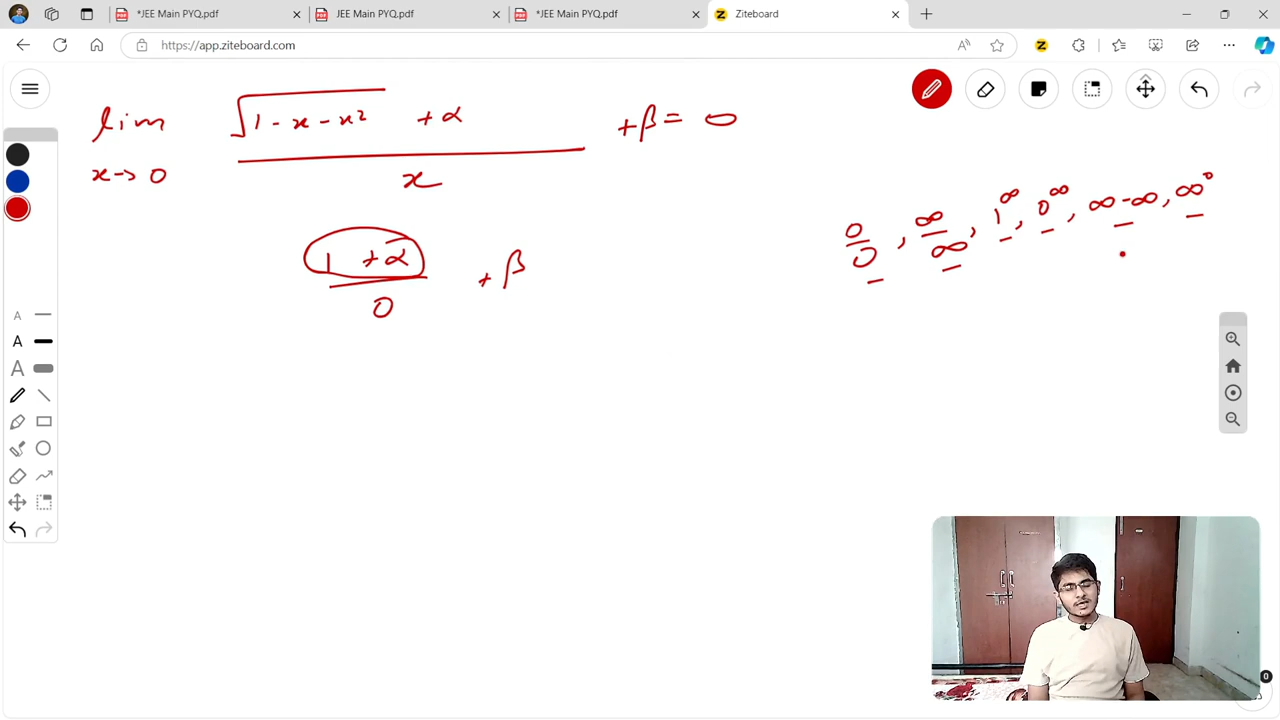 *JEE Main PYQ.pdf
JEE Main PYQ.pdf
*JEE Main PYQ.pdf
Ziteboard
https://app.ziteboard.com
lim x→0 (√(1 - x - x²) + α)/x + β = 0
(1 + α)/0 + β
0/0, ∞/∞, 1^∞, 0^∞, ∞-∞, ∞^0
A
A
A
0